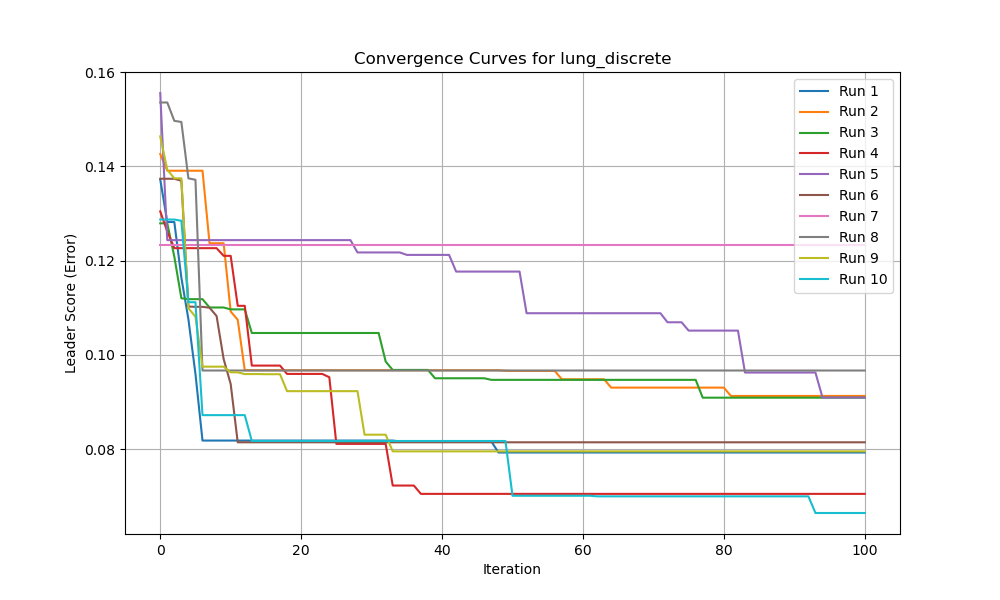 Convergence Curves for lung_discrete
Leader Score (Error)
0.16
0.14
0.12
0.10
0.08
0
20
40
60
80
100
Iteration
Run 1
Run 2
Run 3
Run 4
Run 5
Run 6
Run 7
Run 8
Run 9
Run 10